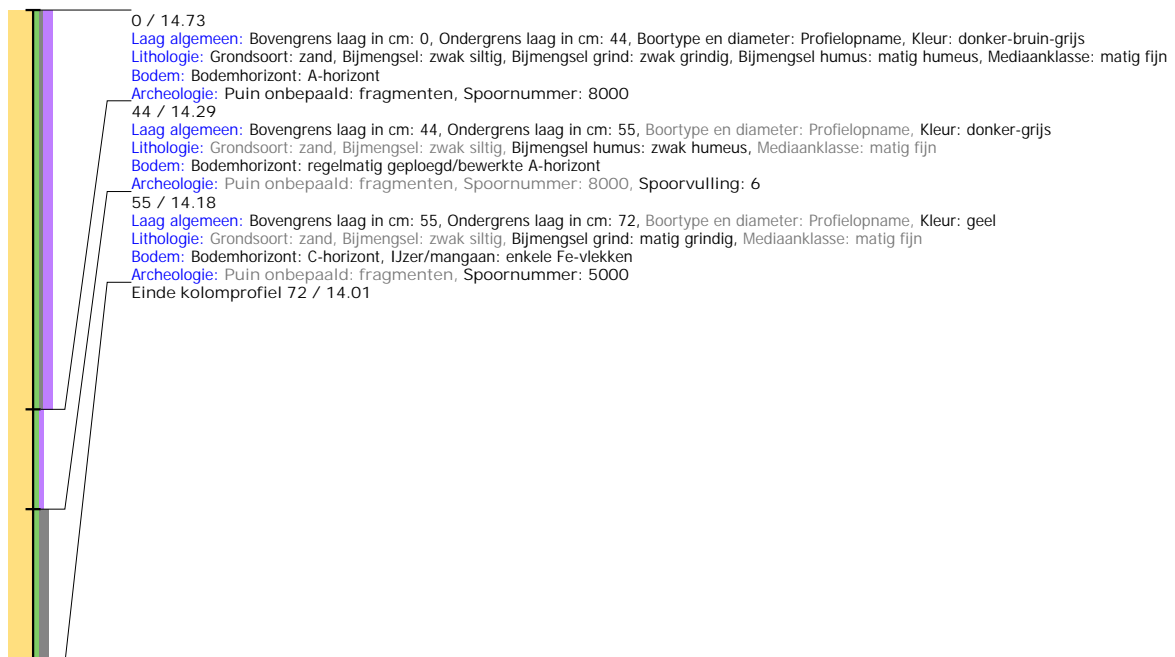 0 / 14.73
Laag algemeen: Bovengrens laag in cm: 0, Ondergrens laag in cm: 44, Boortype en diameter: Profielopname, Kleur: donker-bruin-grijs
Lithologie: Grondsoort: zand, Bijmengsel: zwak siltig, Bijmengsel grind: zwak grindig, Bijmengsel humus: matig humeus, Mediaanklasse: matig fijn
Bodem: Bodemhorizont: A-horizont
Archeologie: Puin onbepaald: fragmenten, Spoornummer: 8000
44 / 14.29
Laag algemeen: Bovengrens laag in cm: 44, Ondergrens laag in cm: 55, Boortype en diameter: Profielopname, Kleur: donker-grijs
Lithologie: Grondsoort: zand, Bijmengsel: zwak siltig, Bijmengsel humus: zwak humeus, Mediaanklasse: matig fijn
Bodem: Bodemhorizont: regelmatig geploegd/bewerkte A-horizont
Archeologie: Puin onbepaald: fragmenten, Spoornummer: 8000, Spoorvulling: 6
55 / 14.18
Laag algemeen: Bovengrens laag in cm: 55, Ondergrens laag in cm: 72, Boortype en diameter: Profielopname, Kleur: geel
Lithologie: Grondsoort: zand, Bijmengsel: zwak siltig, Bijmengsel grind: matig grindig, Mediaanklasse: matig fijn
Bodem: Bodemhorizont: C-horizont, IJzer/mangaan: enkele Fe-vlekken
Archeologie: Puin onbepaald: fragmenten, Spoornummer: 5000
Einde kolomprofiel 72 / 14.01